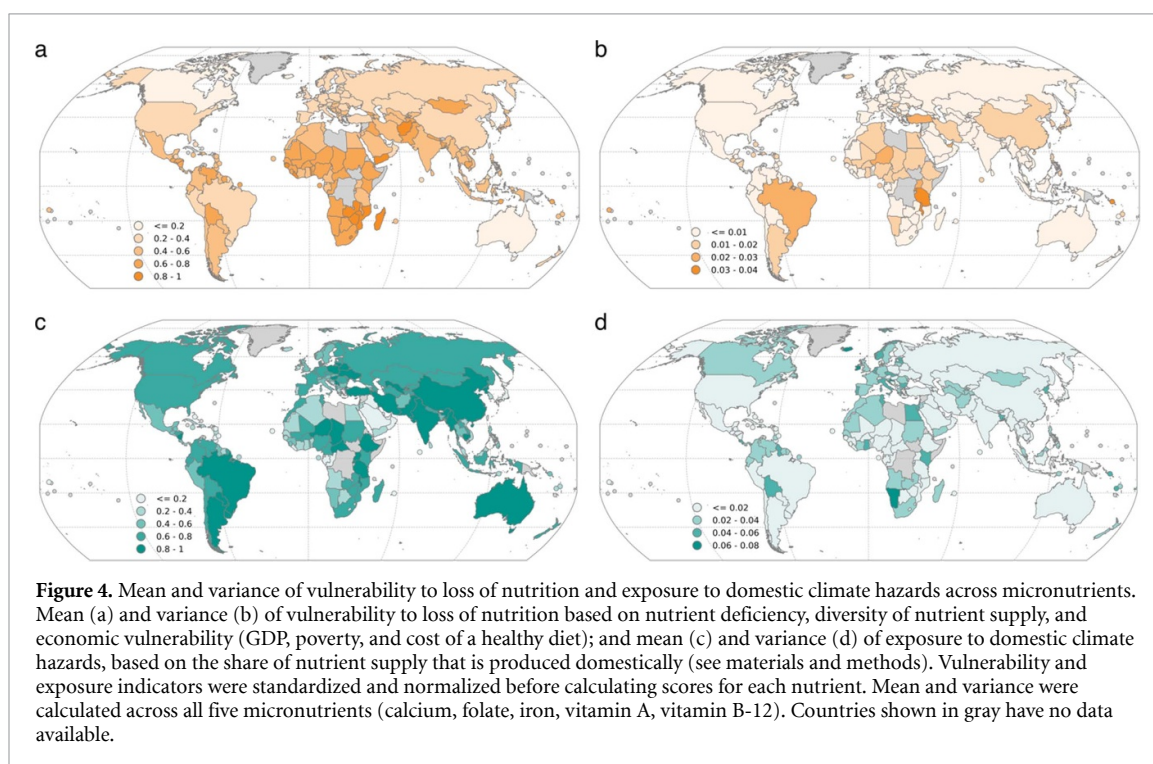 a
b
<= 0.2
0.2 - 0.4
0.4 - 0.6
0.6 - 0.8
0.8 - 1
<= 0.01
0.01 - 0.02
0.02 - 0.03
0.03 - 0.04
c
d
<= 0.2
0.2 - 0.4
0.4 - 0.6
0.6 - 0.8
0.8 - 1
<= 0.02
0.02 - 0.04
0.04 - 0.06
0.06 - 0.08
Figure 4. Mean and variance of vulnerability to loss of nutrition and exposure to domestic climate hazards across micronutrients.
Mean (a) and variance (b) of vulnerability to loss of nutrition based on nutrient deficiency, diversity of nutrient supply, and
economic vulnerability (GDP, poverty, and cost of a healthy diet); and mean (c) and variance (d) of exposure to domestic climate
hazards, based on the share of nutrient supply that is produced domestically (see materials and methods). Vulnerability and
exposure indicators were standardized and normalized before calculating scores for each nutrient. Mean and variance were
calculated across all five micronutrients (calcium, folate, iron, vitamin A, vitamin B-12). Countries shown in gray have no data
available.